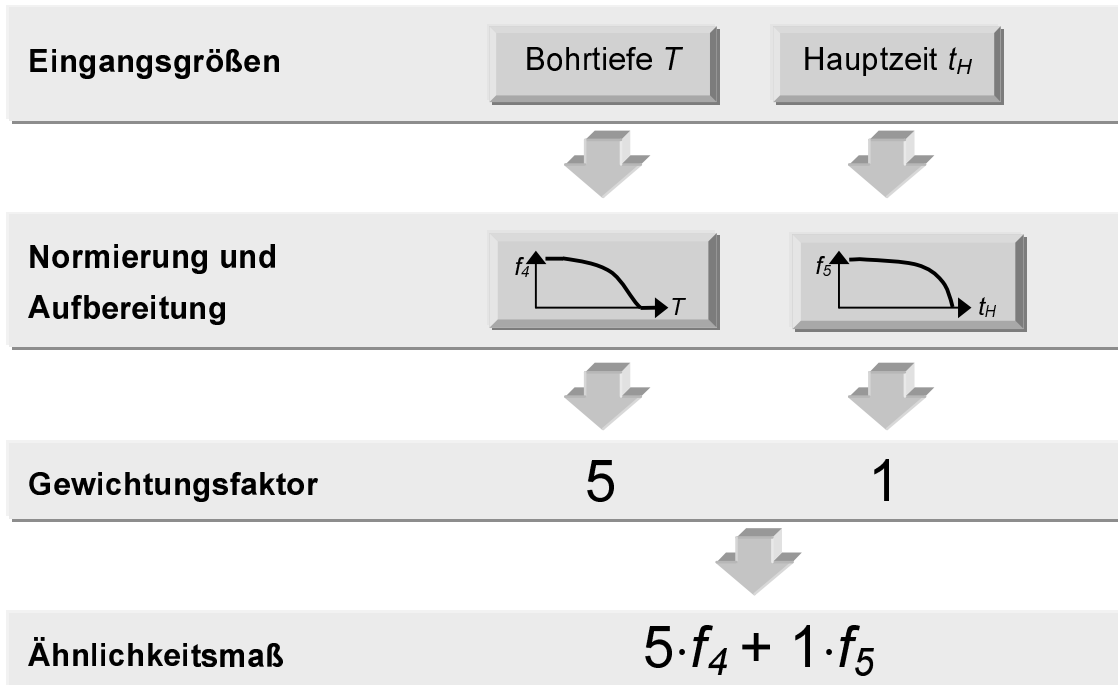 Eingangsgrößen Bohrtiefe T Hauptzeit tH
Normierung und
Aufbereitung
f4 T f5 tH
Gewichtungsfaktor 5 1
Ähnlichkeitsmaß 5·f4 + 1·f5